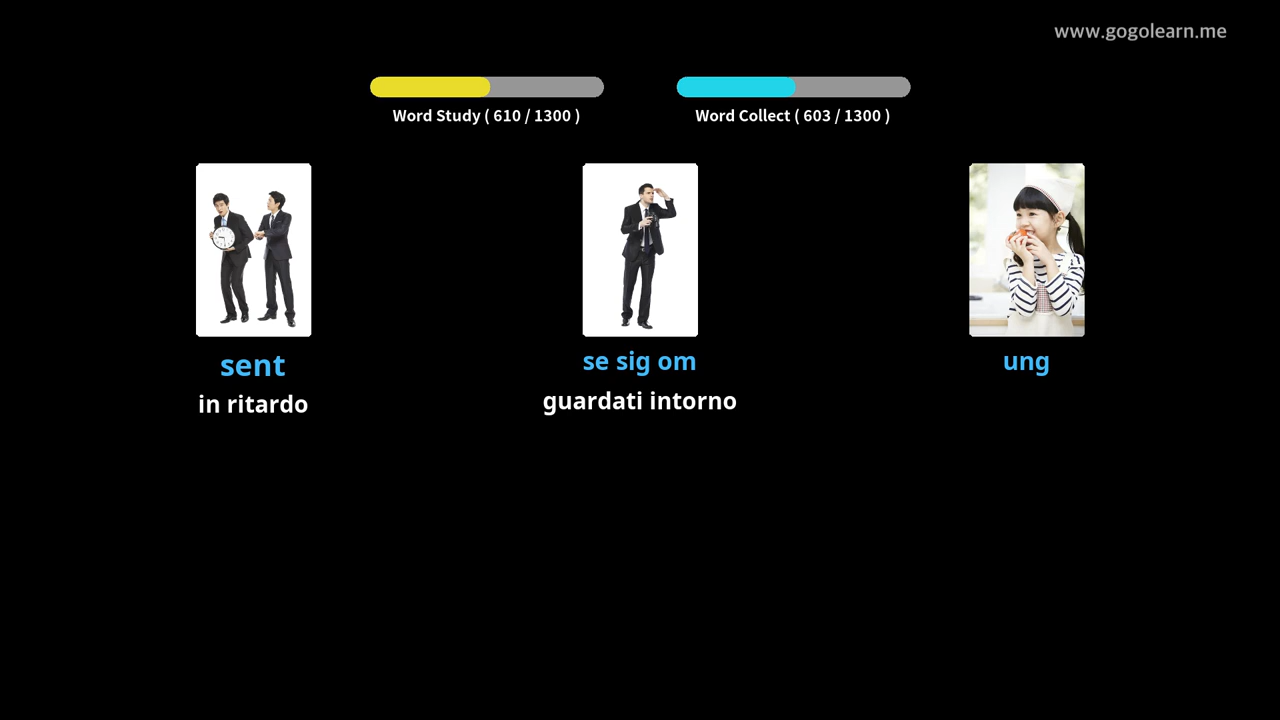 www.gogolearn.me
Word Study ( 610 / 1300 )
Word Collect ( 603 / 1300 )
sent
in ritardo
se sig om
guardati intorno
ung